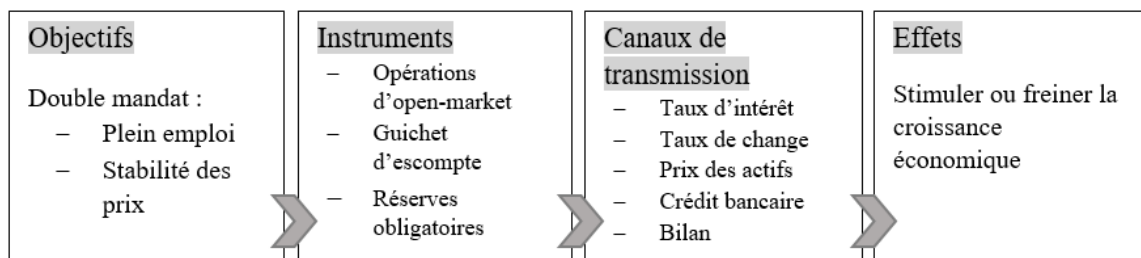 Objectifs
Double mandat :
– Plein emploi
– Stabilité des
prix
Instruments
– Opérations
d’open-market
– Guichet
d’escompte
– Réserves
obligatoires
Canaux de
transmission
– Taux d’intérêt
– Taux de change
– Prix des actifs
– Crédit bancaire
– Bilan
Effets
Stimuler ou freiner la
croissance
économique